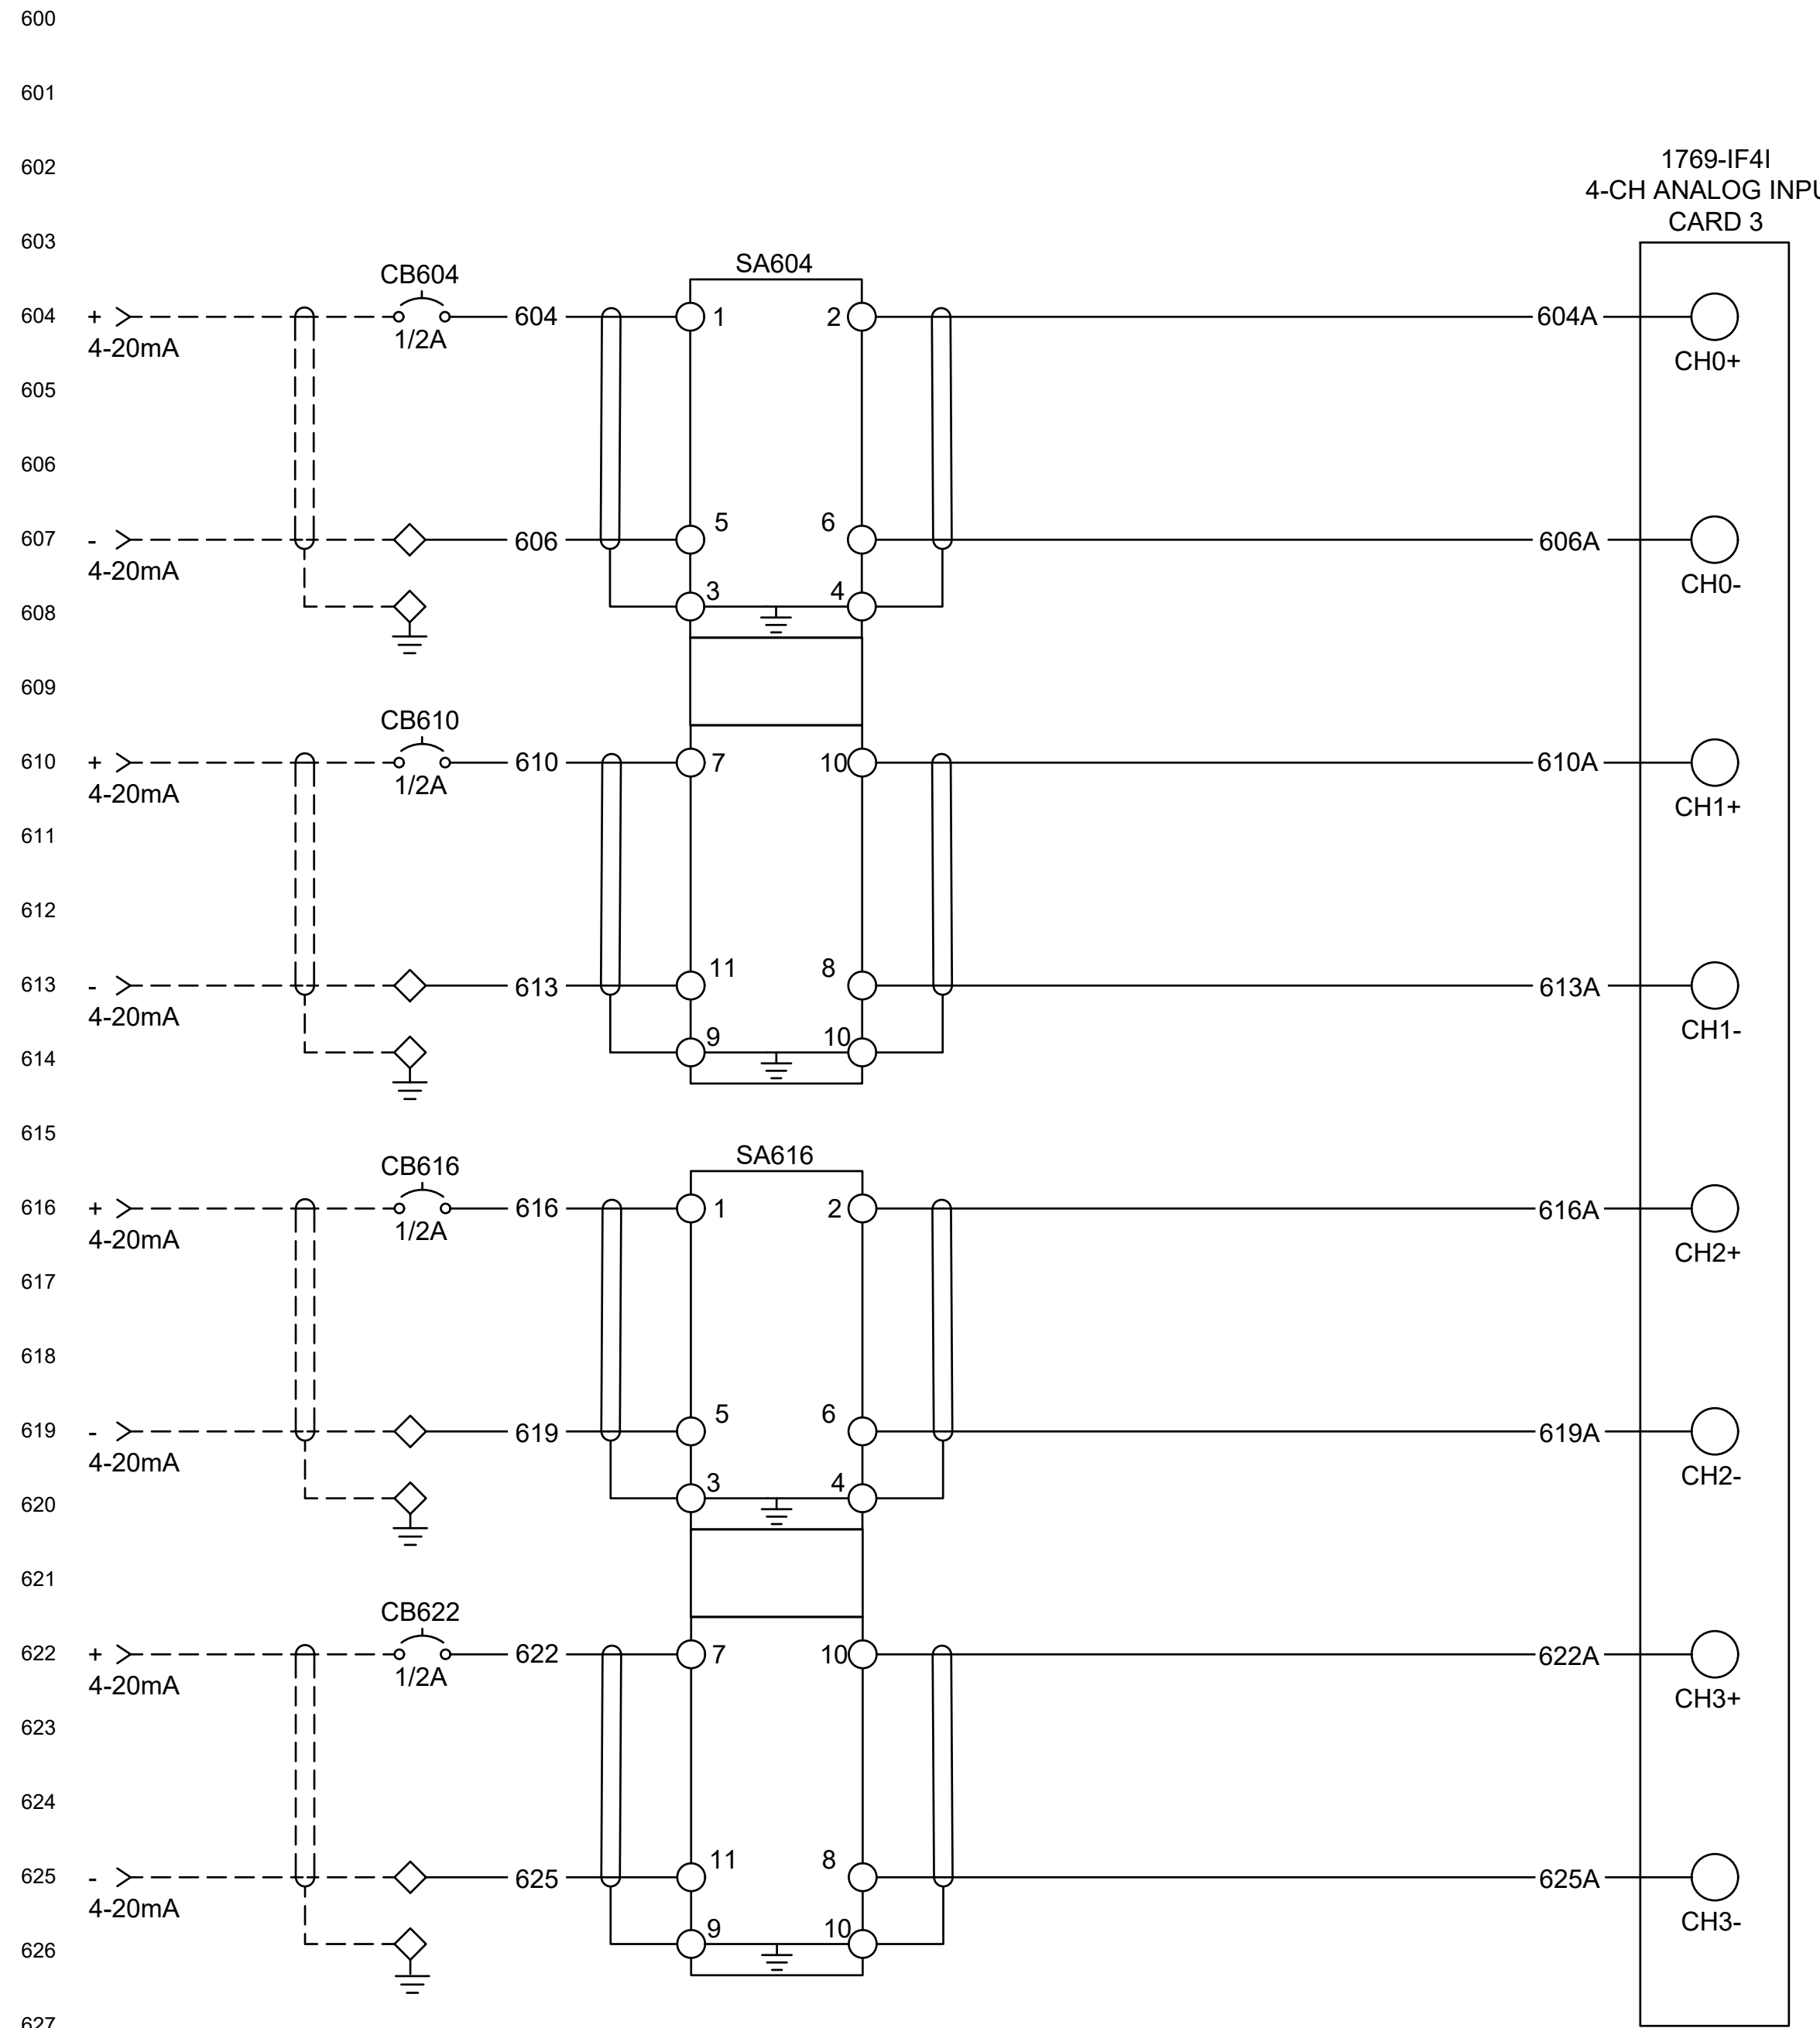 600
601
602
1769-IF4I
4-CH ANALOG INPU
CARD 3
603
CB604
SA604
604
+
4-20mA
1/2A
604
1
2
604A
CH0+
605
606
607
-
4-20mA
606
5
6
606A
CH0-
608
3
4
609
CB610
610
+
4-20mA
1/2A
610
7
10
610A
CH1+
611
612
613
-
4-20mA
613
11
8
613A
CH1-
614
9
10
615
CB616
SA616
616
+
4-20mA
1/2A
616
1
2
616A
CH2+
617
618
619
-
4-20mA
619
5
6
619A
CH2-
620
3
4
621
CB622
622
+
4-20mA
1/2A
622
7
10
622A
CH3+
623
624
625
-
4-20mA
625
11
8
625A
CH3-
626
9
10
627